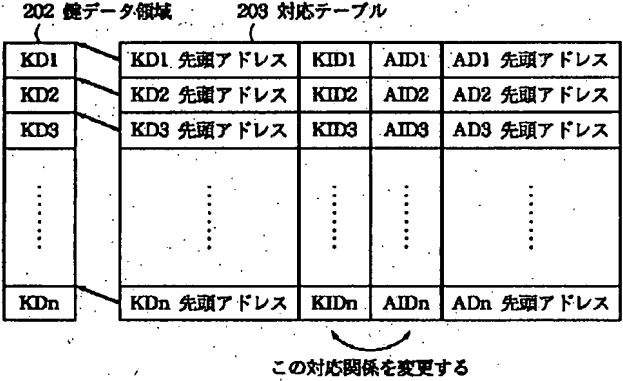 202 鍵データ領域 203 対応テーブル
KD1 KD1 先頭アドレス KID1 AID1 AD1 先頭アドレス
KD2 KD2 先頭アドレス KID2 AID2 AD2 先頭アドレス
KD3 KD3 先頭アドレス KID3 AID3 AD3 先頭アドレス
KDn KDn 先頭アドレス KIDn AIDn ADn 先頭アドレス
この対応関係を変更する